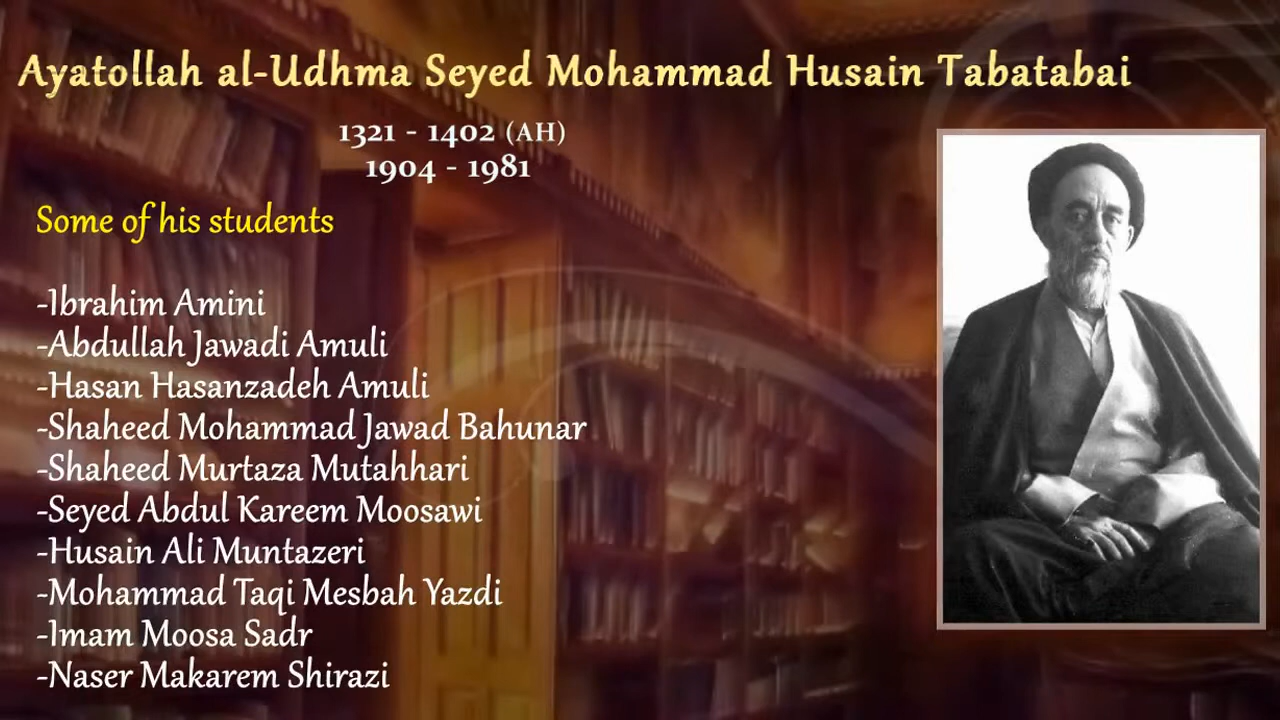 Ayatollah al-Udhma Seyed Mohammad Husain Tabatabai
1321 - 1402 (AH)
1904 - 1981
Some of his students
-Ibrahim Amini
-Abdullah Jawadi Amuli
-Hasan Hasanzadeh Amuli
-Shaheed Mohammad Jawad Bahunar
-Shaheed Murtaza Mutahhari
-Seyed Abdul Kareem Moosawi
-Husain Ali Muntazeri
-Mohammad Taqi Mesbah Yazdi
-Imam Moosa Sadr
-Naser Makarem Shirazi